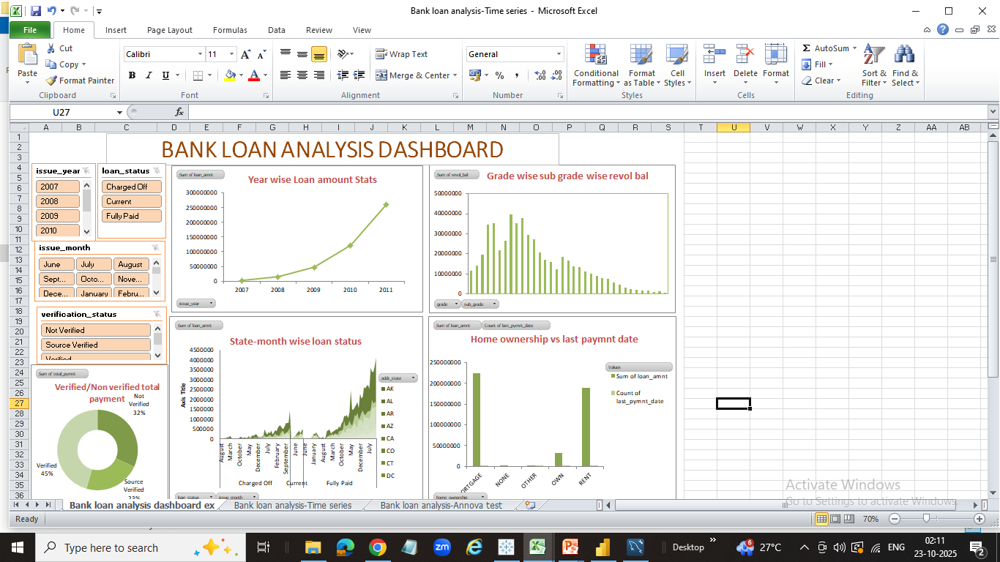 Bank loan analysis-Time series - Microsoft Excel
File Home Insert Page Layout Formulas Data Review View
Paste
Cut
Copy
Format Painter
Clipboard
Calibri 11
B I U
Font
Wrap Text
Merge & Center
Alignment
General
Number
Conditional Formatting
Format as Table
Cell Styles
Styles
Insert Delete Format
Cells
AutoSum
Fill
Clear
Sort & Filter
Find & Select
Editing
U27 fx
A B C D E F G H I J K L M N O P Q R S T U V W X Y Z AA AB
1
2
3
4
5
6
7
8
9
10
11
12
13
14
15
16
17
18
19
20
21
22
23
24
25
26
27
28
29
30
31
32
33
34
35
36
BANK LOAN ANALYSIS DASHBOARD
issue_year
2007
2008
2009
2010
loan_status
Charged Off
Current
Fully Paid
issue_month
June July August
Sept... Octo... Nove...
Dece... January Febru...
verification_status
Not Verified
Source Verified
Verified
Sum of total_pymnt
Verified/Non verified total
payment
Not
Verified
32%
Verified
45%
Source
Verified
23%
Sum of loan_amnt
Year wise Loan amount Stats
300000000
250000000
200000000
150000000
100000000
50000000
0
2007 2008 2009 2010 2011
issue_year
Sum of revol_bal
Grade wise sub grade wise revol bal
50000000
40000000
30000000
20000000
10000000
0
grade sub_grade
Sum of loan_amnt
State-month wise loan status
4500000
4000000
3500000
3000000
2500000
2000000
1500000
1000000
500000
0
Axis Title
August March October May December July February September June June January August March October May December July
Charged Off Current Fully Paid
addr_state
AK
AL
AR
AZ
CA
CO
CT
DC
loan_status issue_month
Sum of loan_amnt Count of last_pymnt_date
Home ownership vs last paymnt date
250000000
200000000
150000000
100000000
50000000
0
ORTGAGE NONE OTHER OWN RENT
Values
Sum of loan_amnt
Count of
last_pymnt_date
home_ownership
Activate Windows
Go to Settings to activate Windows.
Bank loan analysis dashboard ex Bank loan analysis-Time series Bank loan analysis-Annova test
Ready 70%
Type here to search
zm
Desktop
6
27°C
ENG
02:11
23-10-2025
2